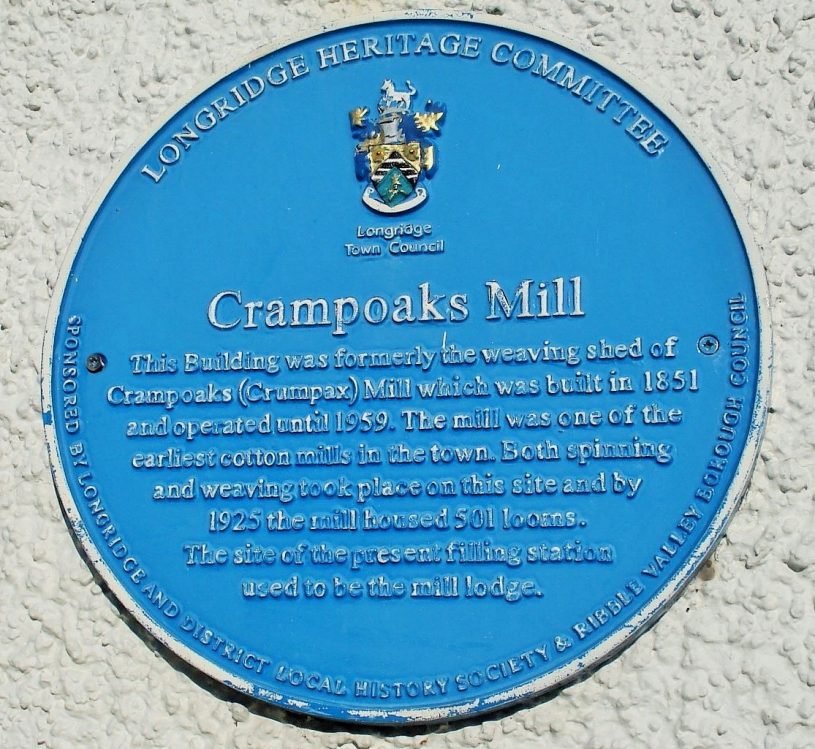 LONGRIDGE HERITAGE COMMITTEE
Longridge
Town Council
Crampoaks Mill
This Building was formerly the weaving shed of
Crampoaks (Crumpax) Mill which was built in 1851
and operated until 1959. The mill was one of the
earliest cotton mills in the town. Both spinning
and weaving took place on this site and by
1925 the mill housed 501 looms.
The site of the present filling station
used to be the mill lodge.
SPONSORED BY LONGRIDGE AND DISTRICT LOCAL HISTORY SOCIETY & RIBBLE VALLEY BOROUGH COUNCIL